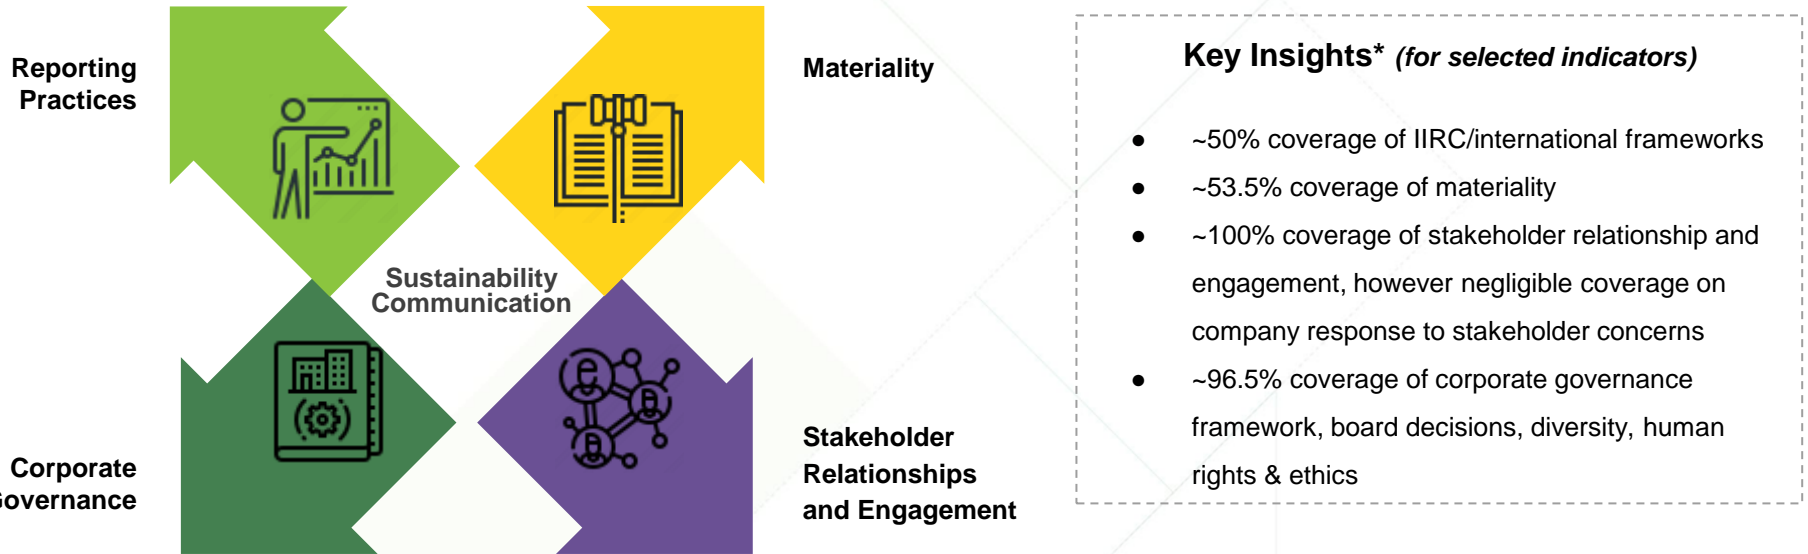 Reporting
Practices
Materiality
Sustainability
Communication
Corporate
Governance
Stakeholder
Relationships
and Engagement
Key Insights* (for selected indicators)
● ~50% coverage of IIRC/international frameworks
● ~53.5% coverage of materiality
● ~100% coverage of stakeholder relationship and
engagement, however negligible coverage on
company response to stakeholder concerns
● ~96.5% coverage of corporate governance
framework, board decisions, diversity, human
rights & ethics